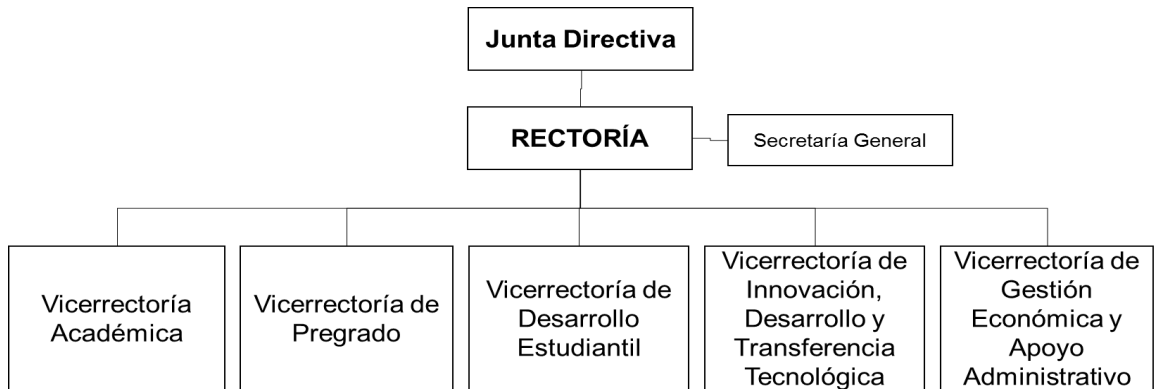 Junta Directiva
RECTORÍA
Secretaría General
Vicerrectoría
Académica
Vicerrectoría de
Pregrado
Vicerrectoría de
Desarrollo
Estudiantil
Vicerrectoría de
Innovación,
Desarrollo y
Transferencia
Tecnológica
Vicerrectoría de
Gestión
Económica y
Apoyo
Administrativo